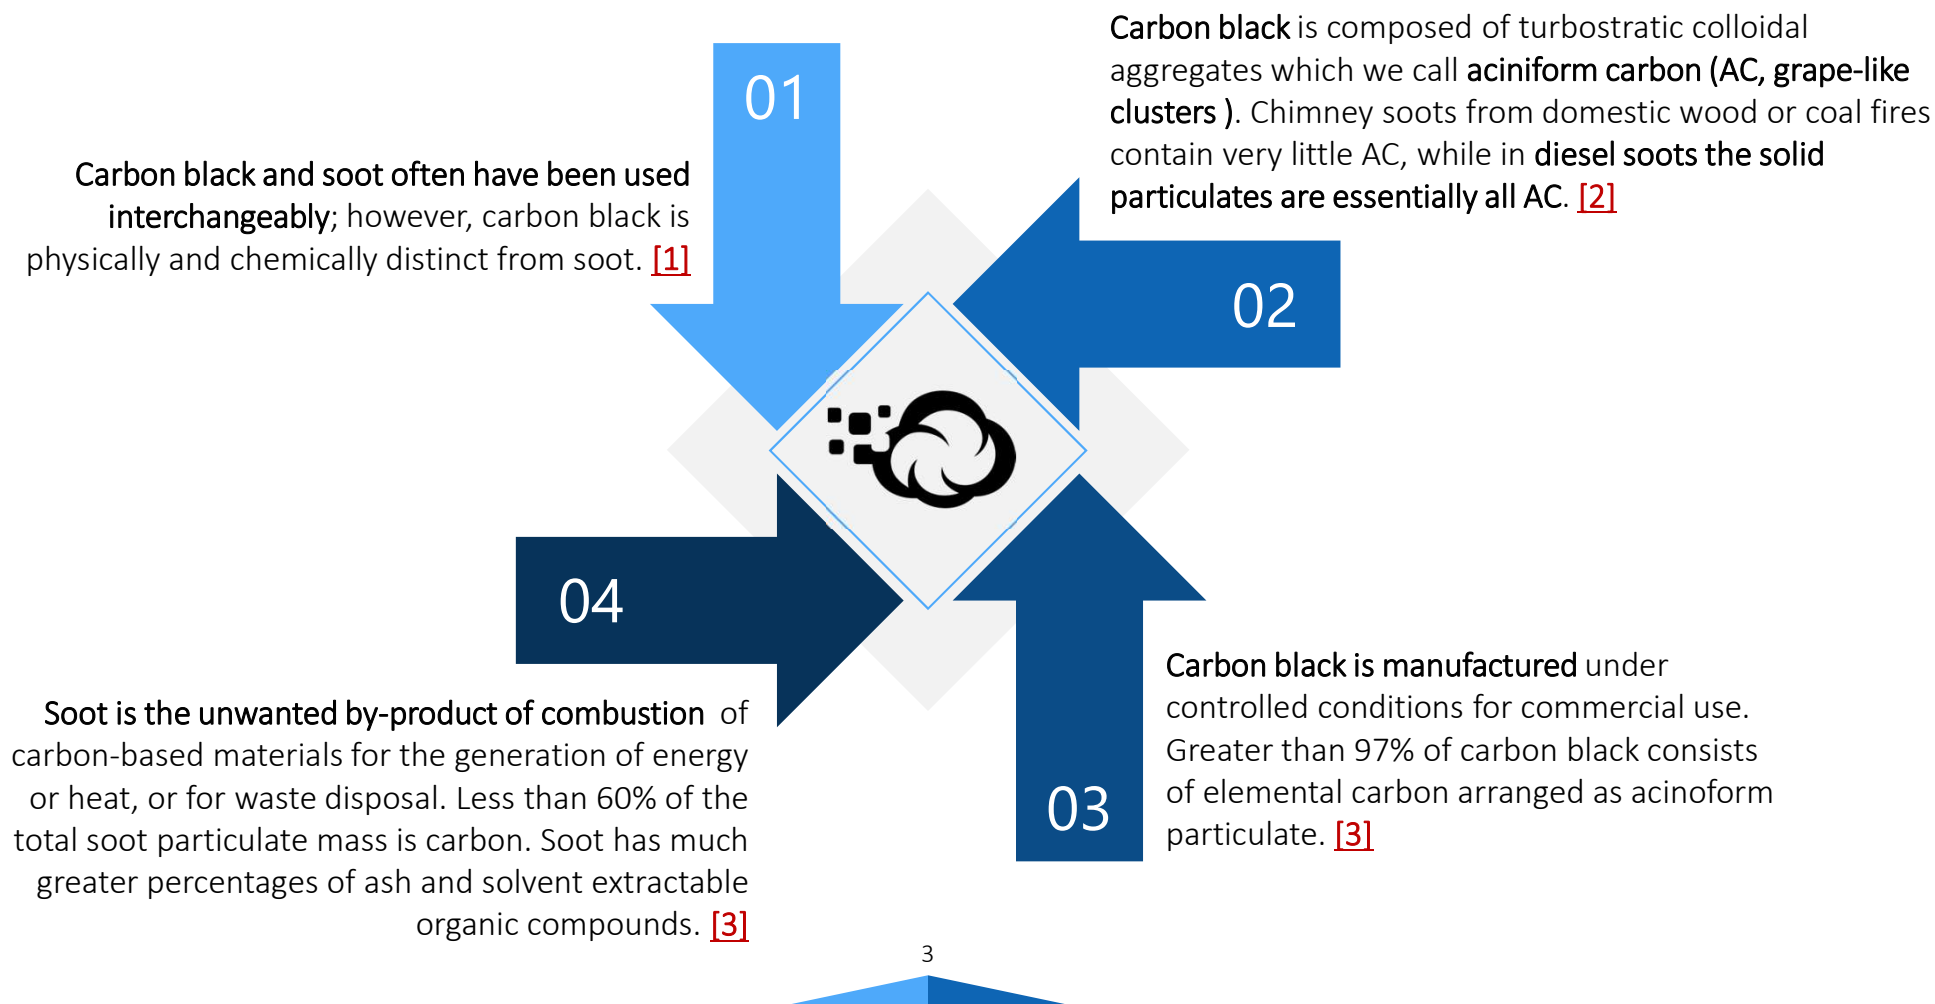 01
Carbon black and soot often have been used
interchangeably; however, carbon black is
physically and chemically distinct from soot. [1]
Carbon black is composed of turbostratic colloidal
aggregates which we call aciniform carbon (AC, grape-like
clusters ). Chimney soots from domestic wood or coal fires
contain very little AC, while in diesel soots the solid
particulates are essentially all AC. [2]
02
Carbon black is manufactured under
controlled conditions for commercial use.
Greater than 97% of carbon black consists
of elemental carbon arranged as acinoform
particulate. [3]
03
04
Soot is the unwanted by-product of combustion  of
carbon-based materials for the generation of energy
or heat, or for waste disposal. Less than 60% of the
total soot particulate mass is carbon. Soot has much
greater percentages of ash and solvent extractable
organic compounds. [3]
3